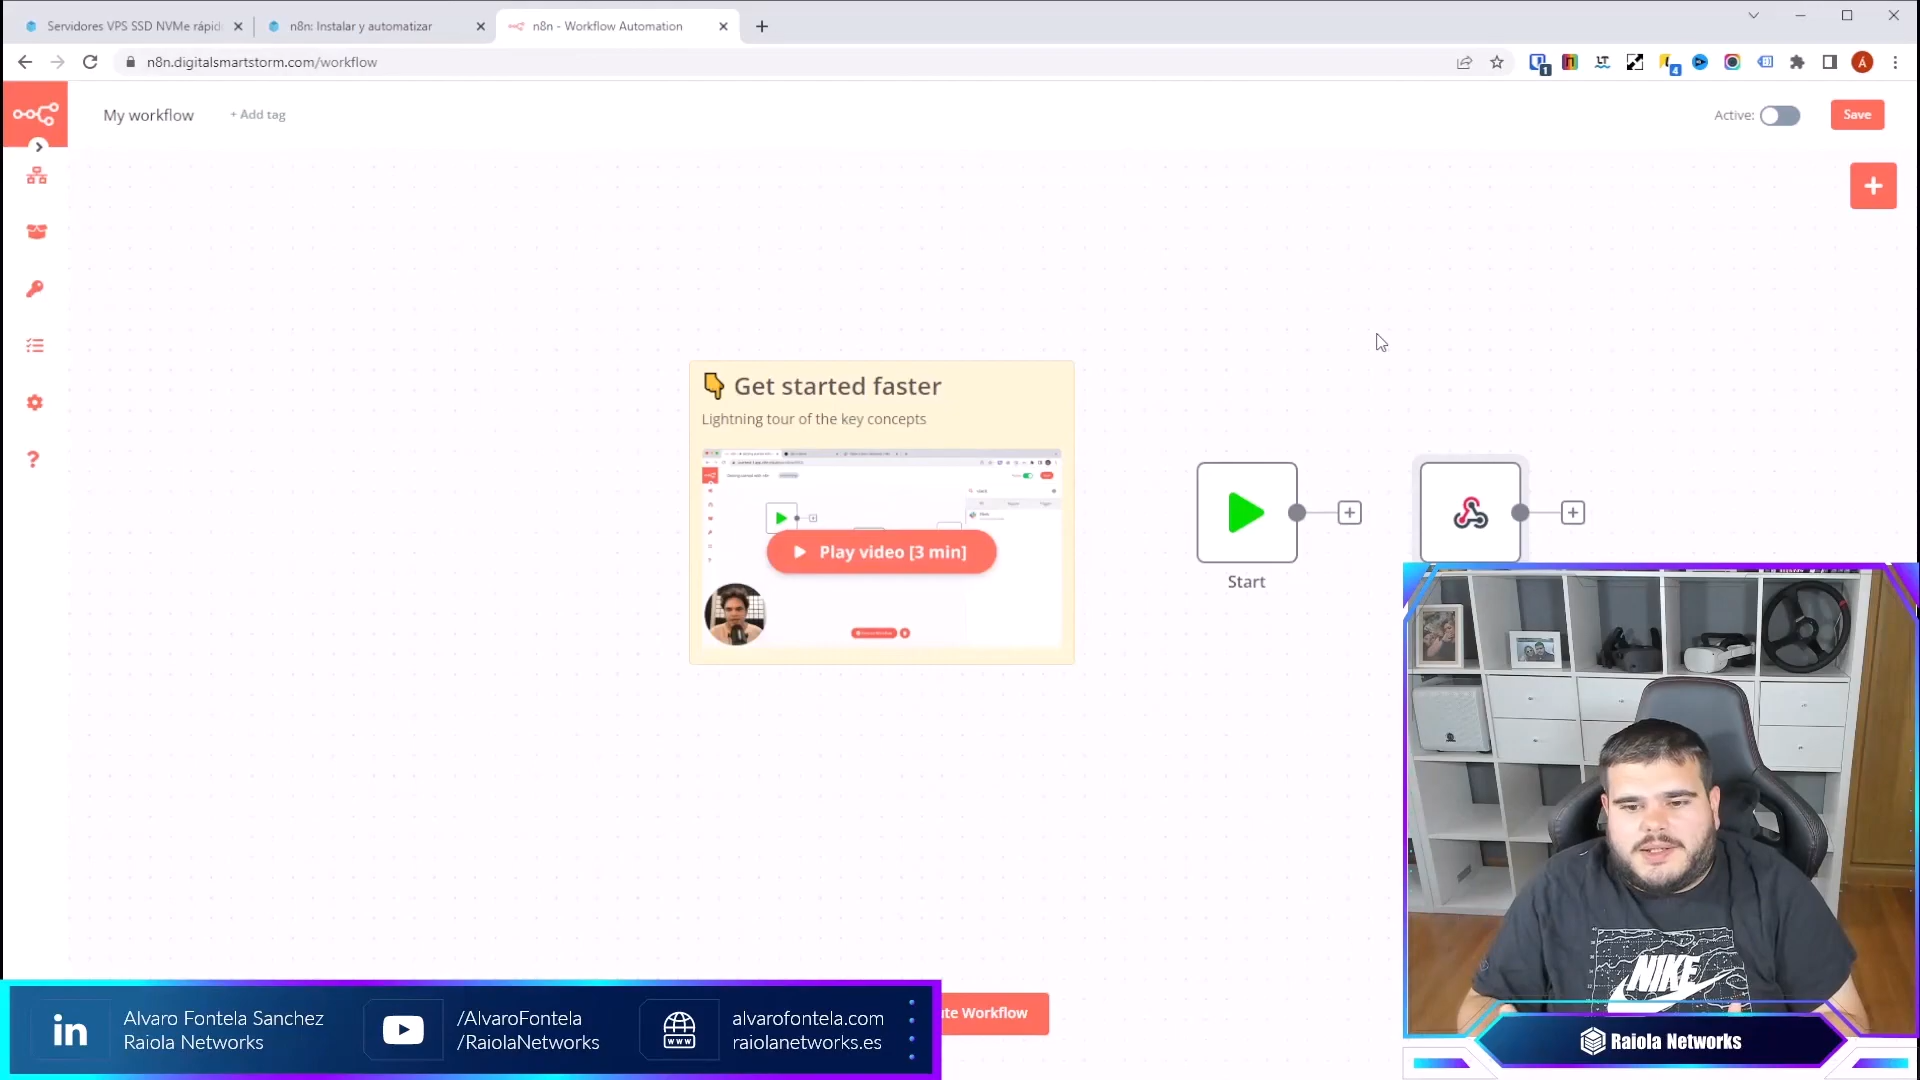 Servidores VPS SSD NVMe rápid
n8n: Instalar y automatizar
n8n - Workflow Automation
n8n.digitalsmartstorm.com/workflow
My workflow
+ Add tag
Active:
Save
Get started faster
Lightning tour of the key concepts
Play video [3 min]
Start
NIKE
Alvaro Fontela Sanchez
Raiola Networks
/AlvaroFontela
/RaiolaNetworks
www
alvarofontela.com
raiolanetworks.es
te Workflow
Raiola Networks